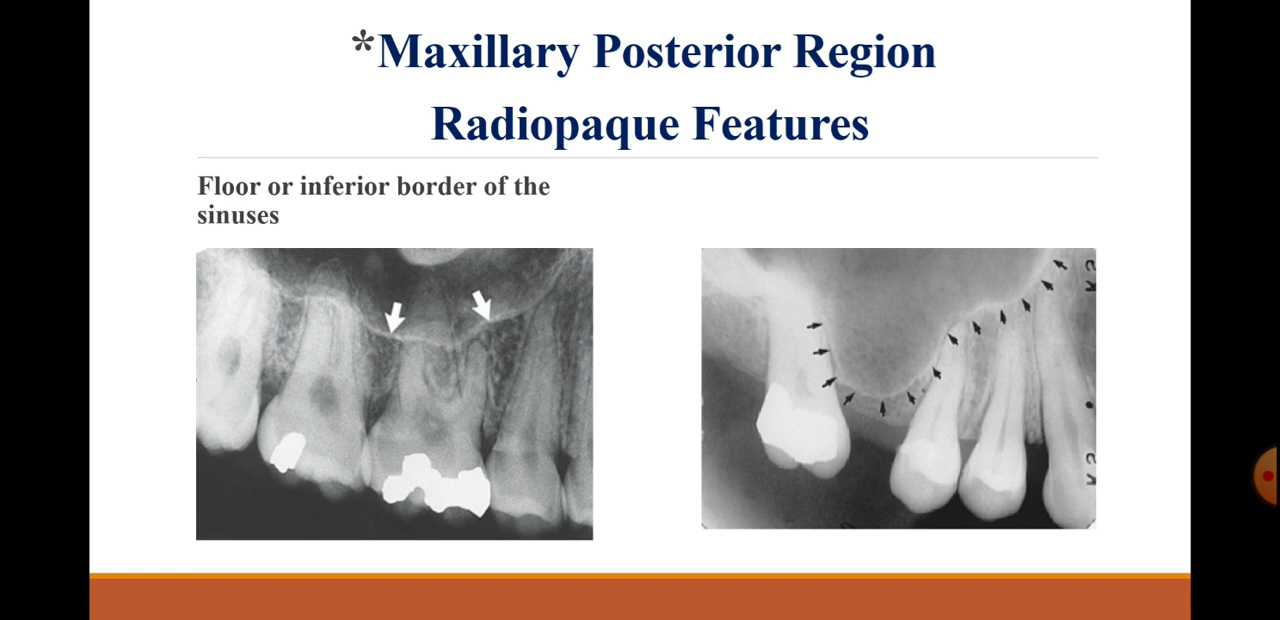 *Maxillary Posterior Region
Radiopaque Features
Floor or inferior border of the
sinuses